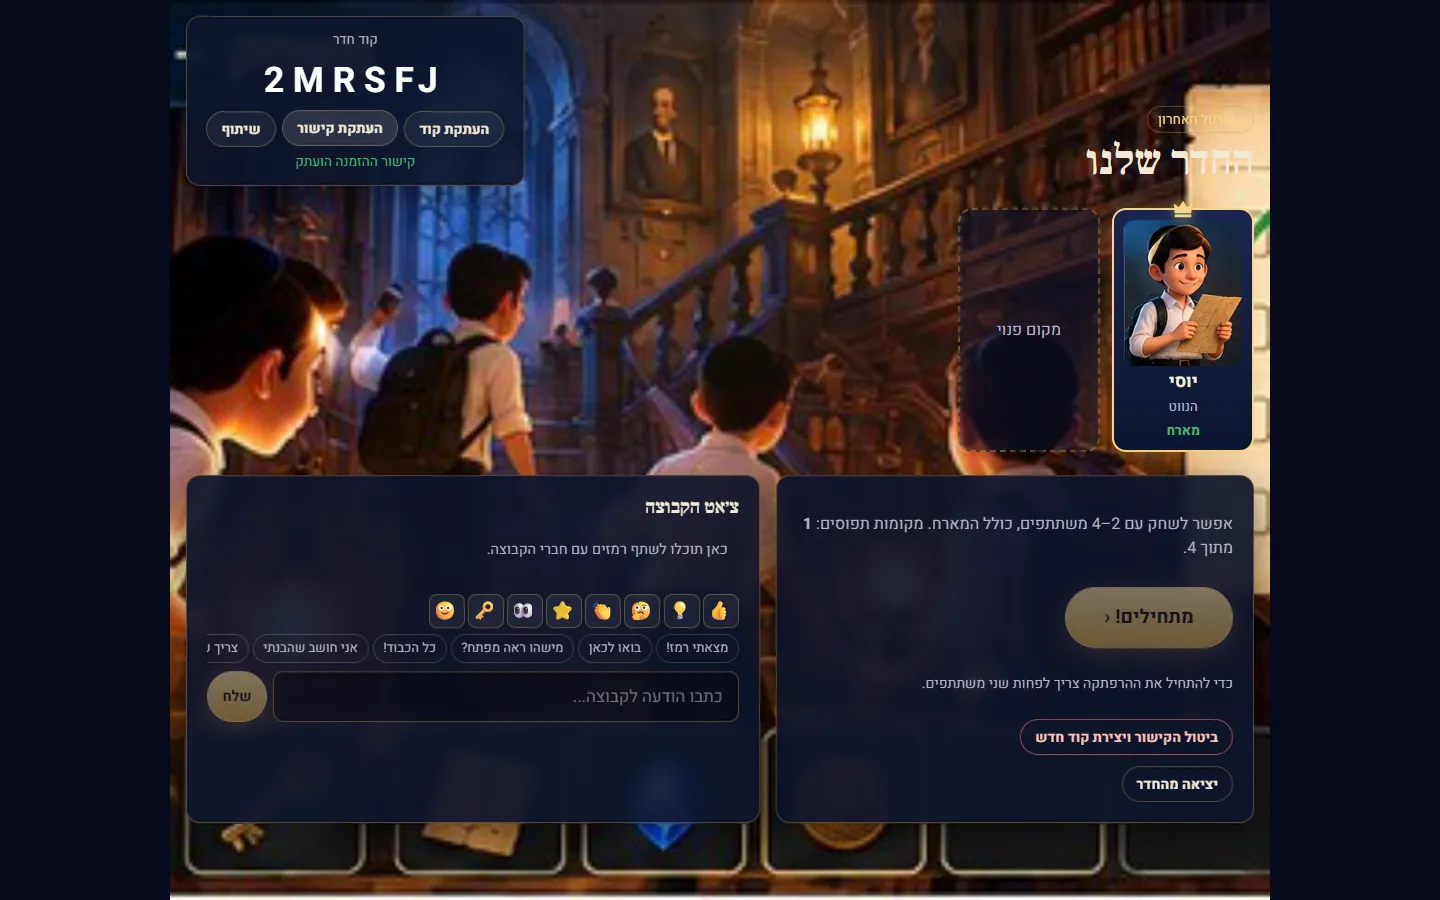 קוד חדר
2MRSFJ
העתקת קוד
העתקת קישור
שיתוף
קישור ההזמנה הועתק
האחרון
החדר שלנו
יוסי
הנווט
מארח
מקום פנוי
אפשר לשחק עם 2–4 משתתפים, כולל המארח. מקומות תפוסים: 1
מתוך 4.
מתחילים! ›
כדי להתחיל את ההרפתקה צריך לפחות שני משתתפים.
ביטול הקישור ויצירת קוד חדש
יציאה מהחדר
צ'אט הקבוצה
כאן תוכלו לשתף רמזים עם חברי הקבוצה.
👍 💡 🤔 👏 ⭐ 👀 🔑 😊
מצאתי רמז!
בואו לכאן
מישהו ראה מפתח?
כל הכבוד!
אני חושב שהבנתי
צריך
כתבו הודעה לקבוצה...
שלח